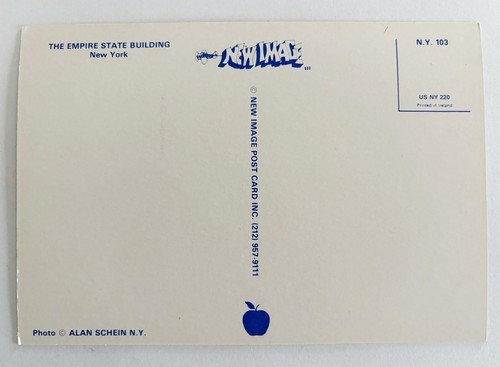 THE EMPIRE STATE BUILDING
New York
NEW IMAGE
N.Y. 103
US NY 220
Printed in Ireland
© NEW IMAGE POST CARD INC. (212) 957-9111
Photo © ALAN SCHEIN N.Y.